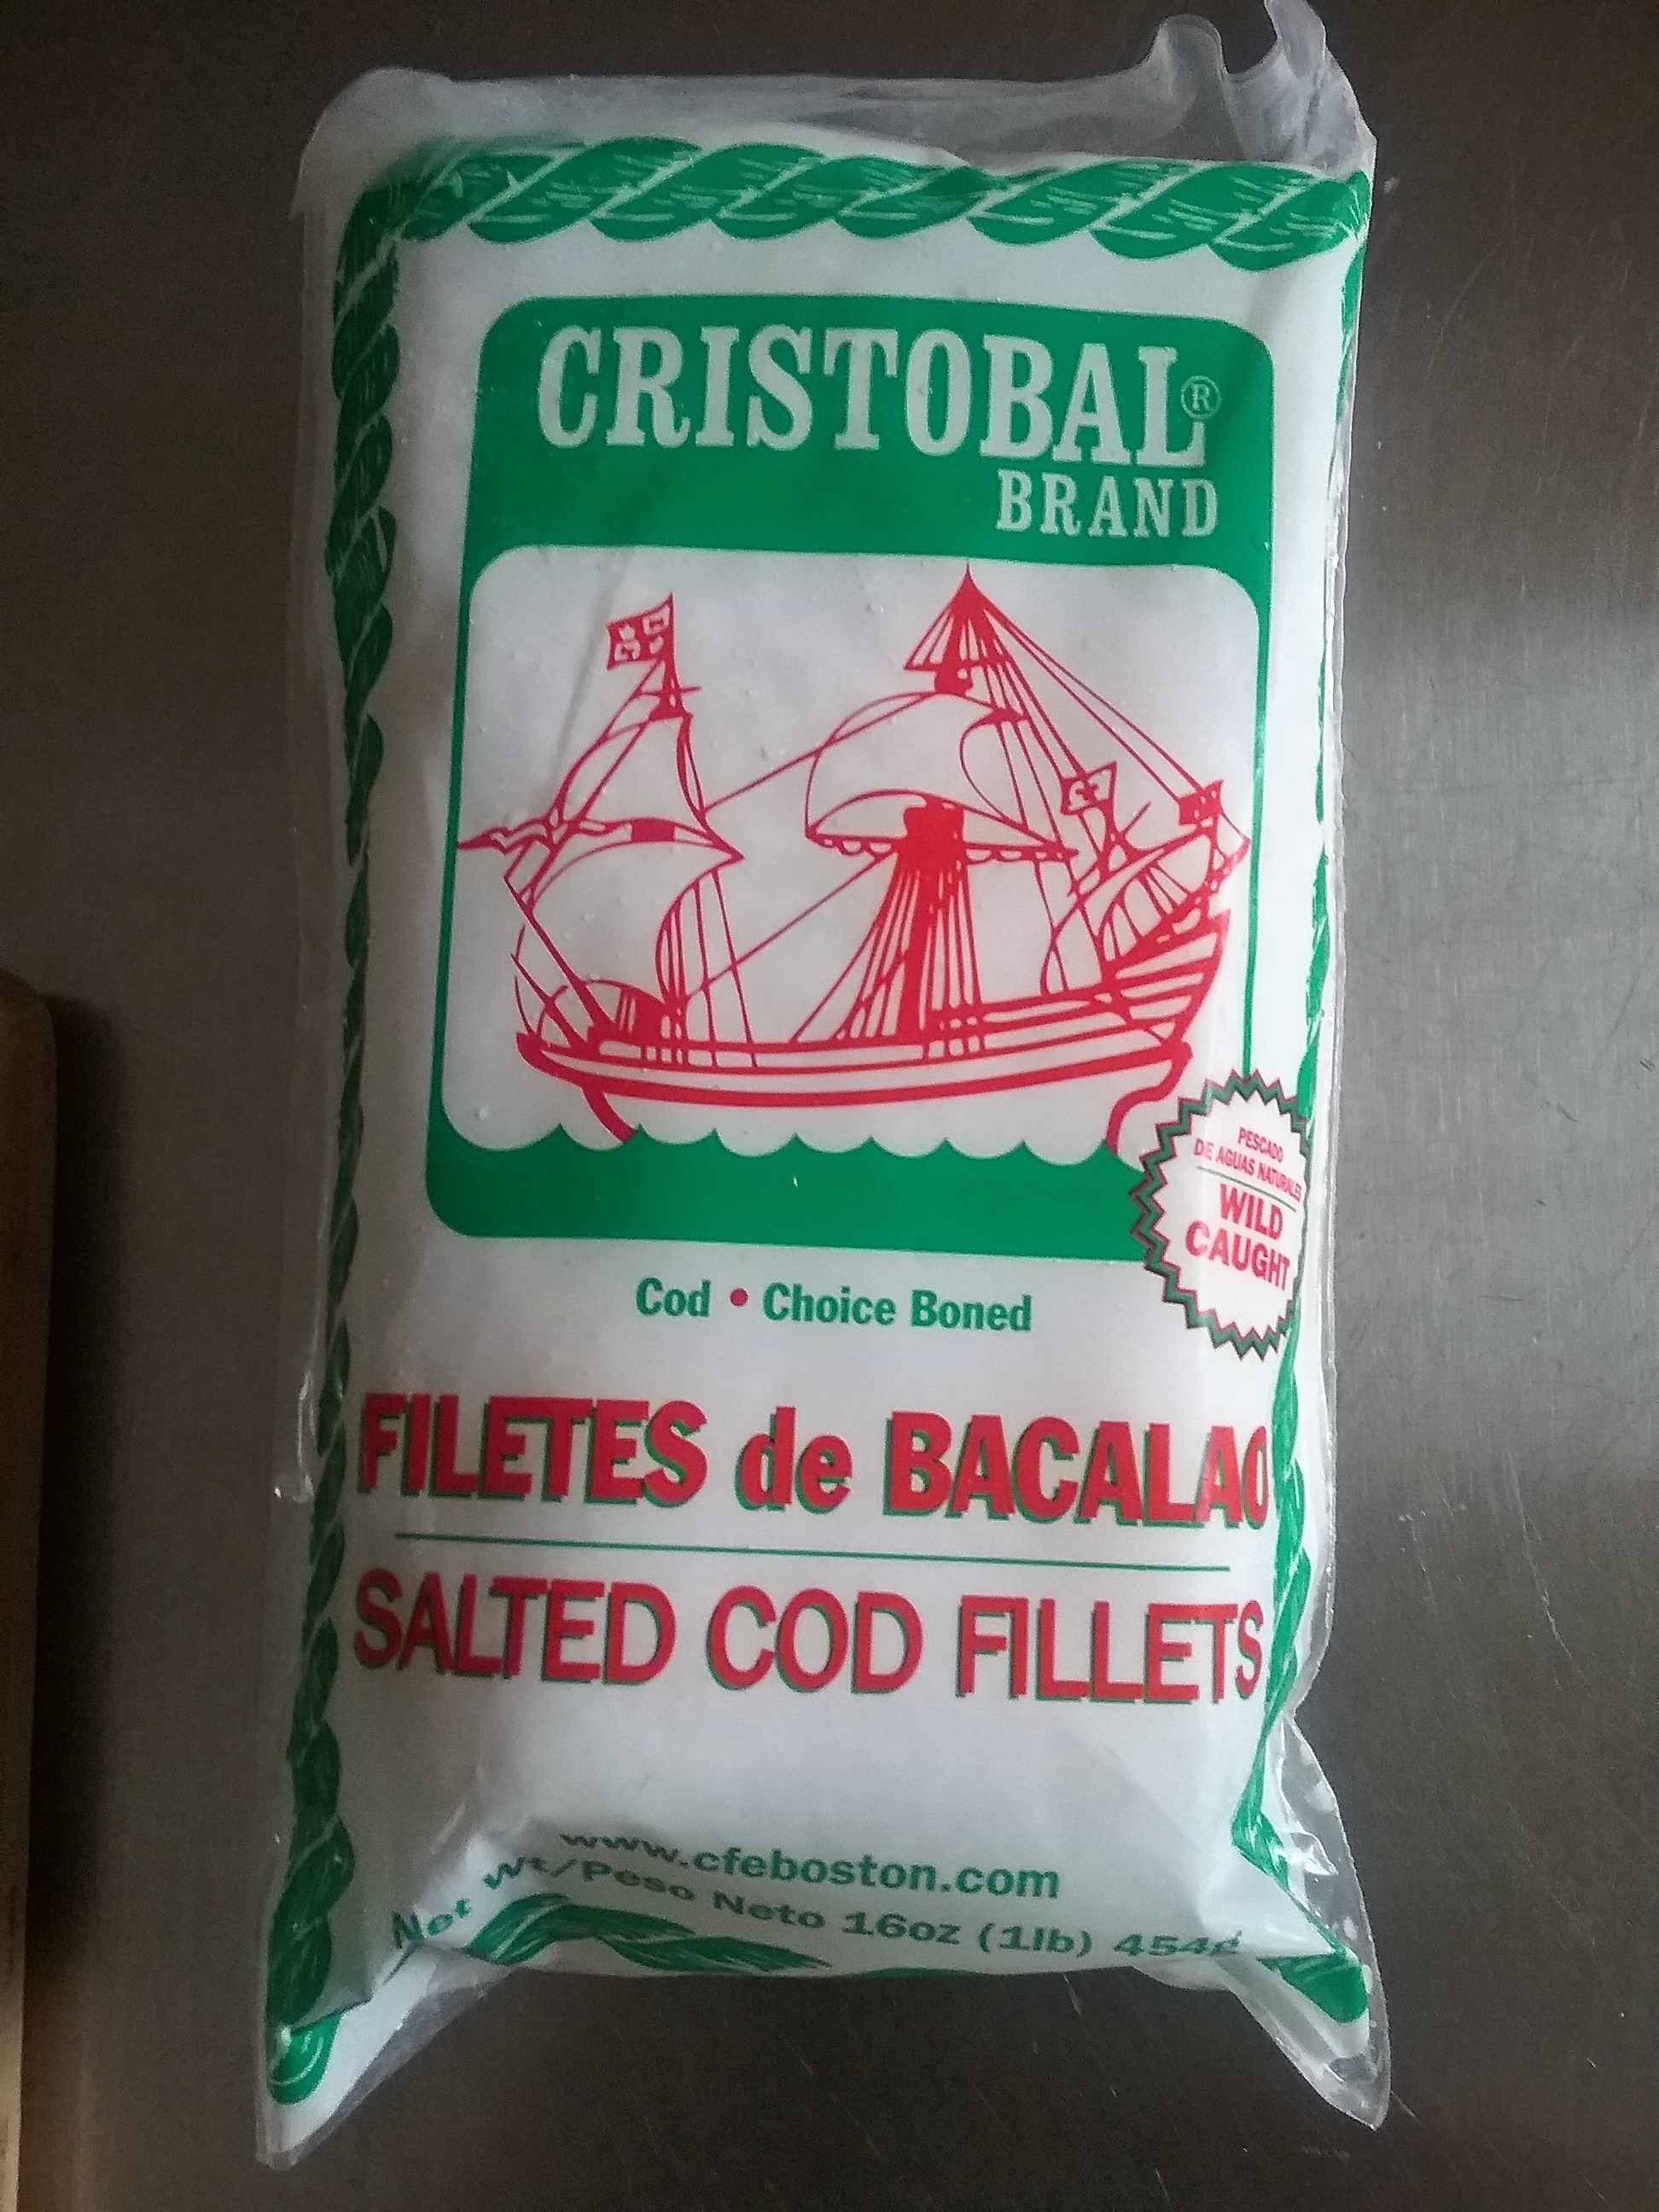 CRISTOBAL®
BRAND
PESCADO
DE AGUAS NATURALES
WILD
CAUGHT
Cod • Choice Boned
FILETES de BACALAO
SALTED COD FILLETS
www.cfeboston.com
Net Wt/Peso Neto 16oz (1lb) 454g